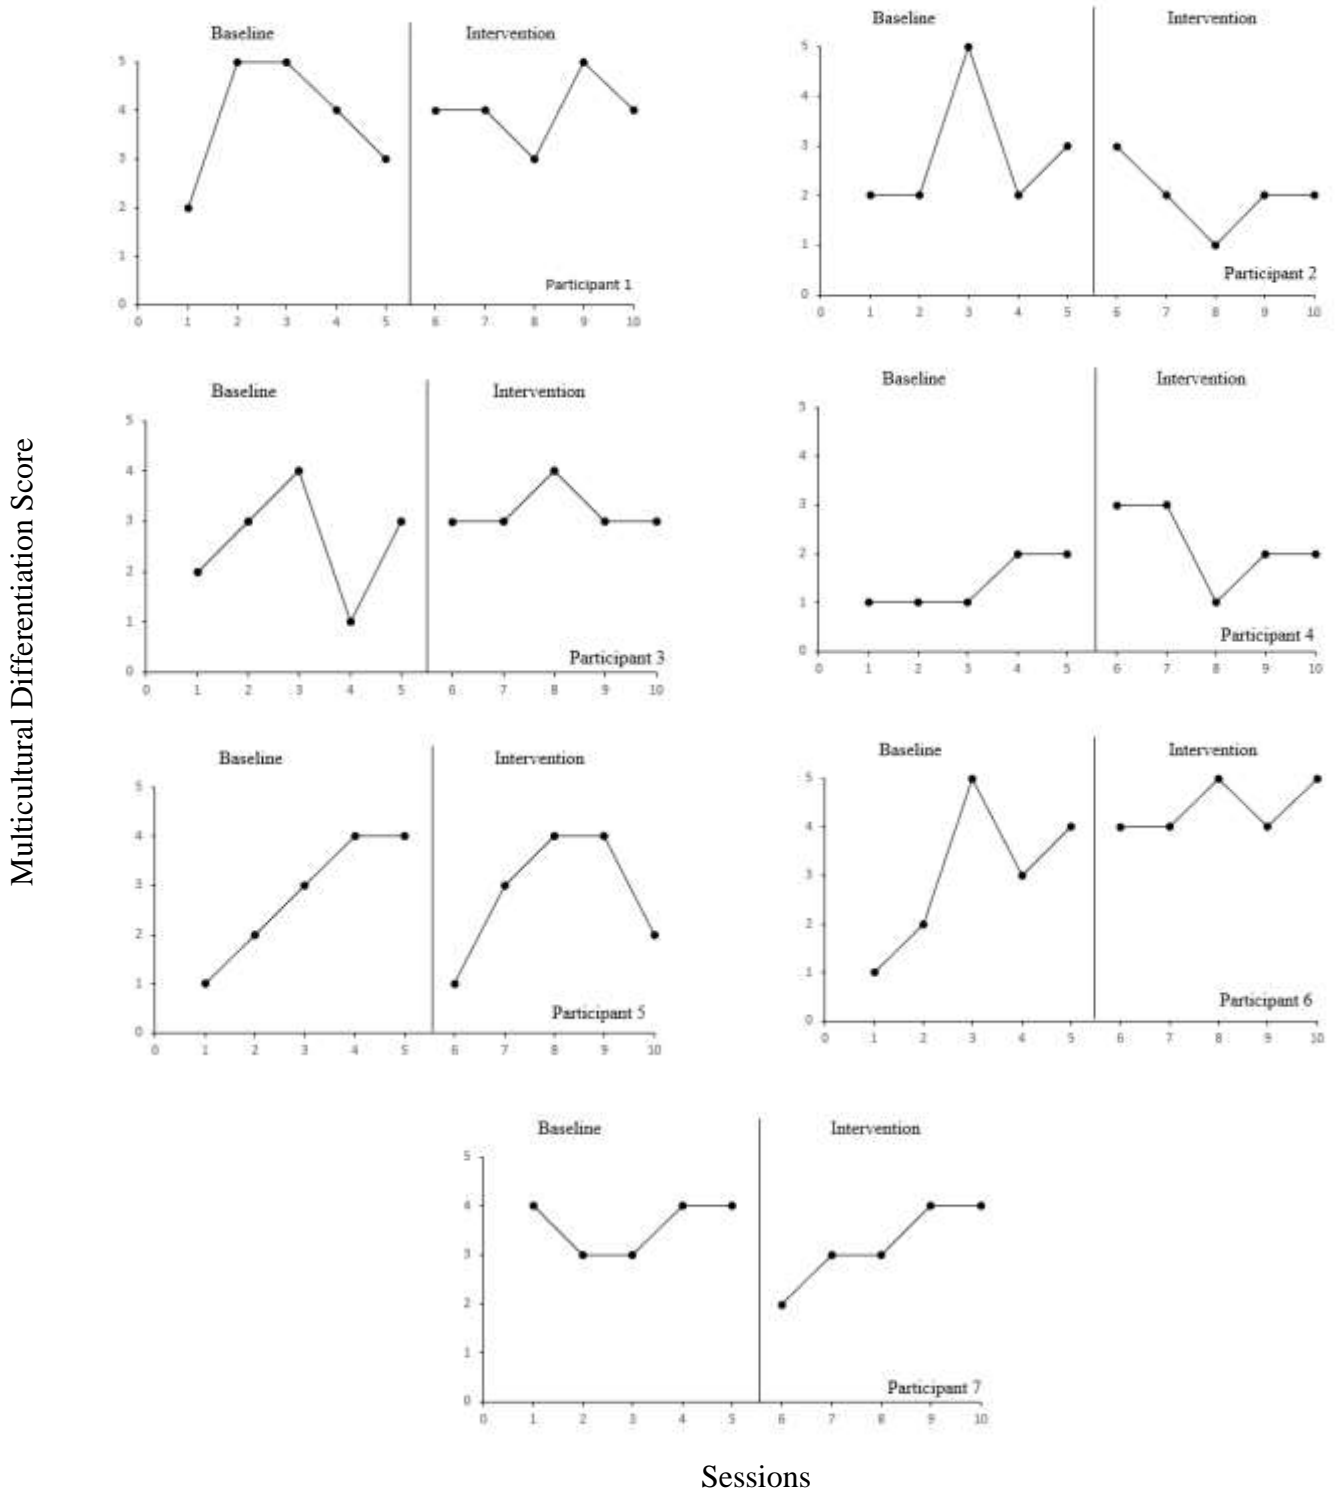 Multicultural Differentiation Score
Baseline Intervention
5
4
3
2
1
0
Participant 1
0 1 2 3 4 5 6 7 8 9 10
Baseline Intervention
5
4
3
2
1
0
Participant 2
0 1 2 3 4 5 6 7 8 9 10
Baseline Intervention
5
4
3
2
1
0
Participant 3
0 1 2 3 4 5 6 7 8 9 10
Baseline Intervention
5
4
3
2
1
0
Participant 4
0 1 2 3 4 5 6 7 8 9 10
Baseline Intervention
5
4
3
2
1
0
Participant 5
0 1 2 3 4 5 6 7 8 9 10
Baseline Intervention
5
4
3
2
1
0
Participant 6
0 1 2 3 4 5 6 7 8 9 10
Baseline Intervention
5
4
3
2
1
0
Participant 7
0 1 2 3 4 5 6 7 8 9 10
Sessions